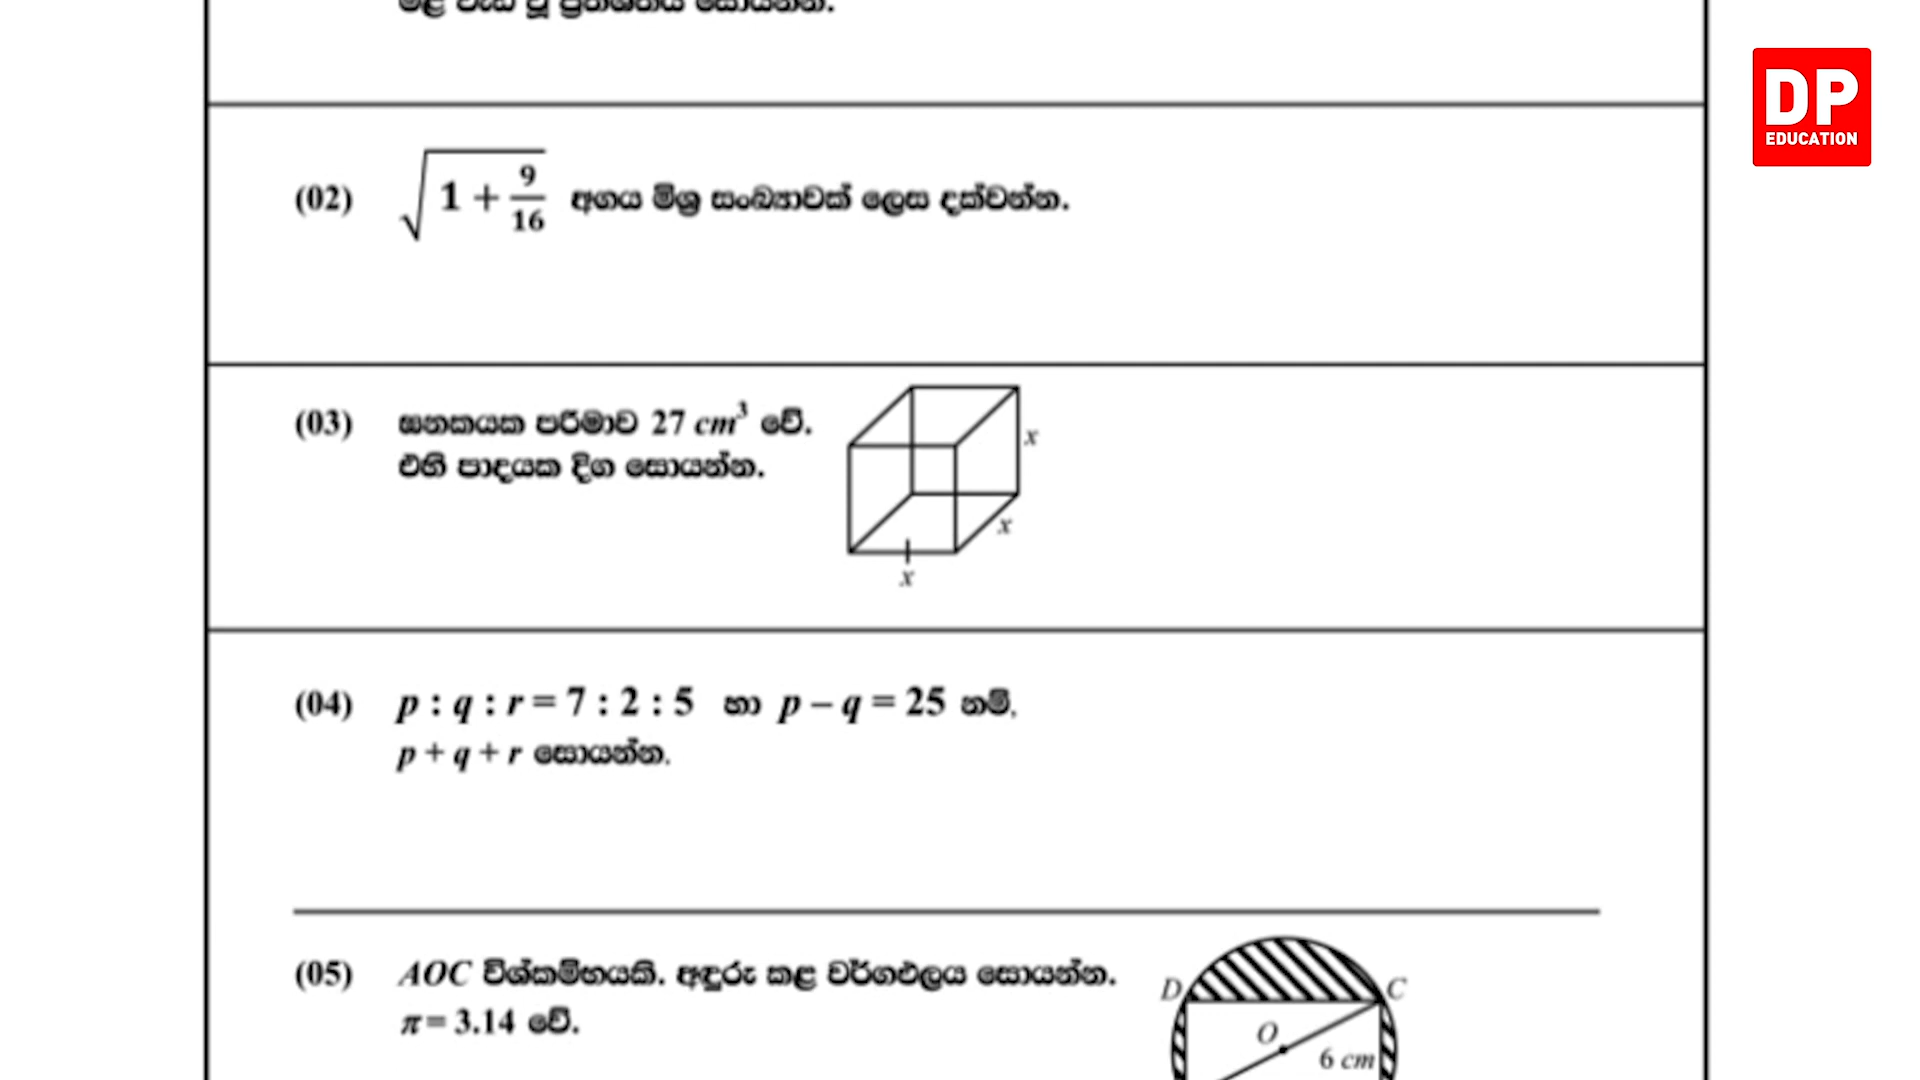 DP
EDUCATION
(02) √(1 + 9/16) අගය මිශ්‍ර සංඛ්‍යාවක් ලෙස දක්වන්න.
(03) ඝනකයක පරිමාව 27 cm³ වේ.
එහි පාදයක දිග සොයන්න.
x
x
x
(04) p : q : r = 7 : 2 : 5 හා p – q = 25 නම්,
p + q + r සොයන්න.
(05) AOC විශ්කම්භයකි. අඳුරු කළ වර්ගඵලය සොයන්න.
π = 3.14 වේ.
D
C
O
6 cm